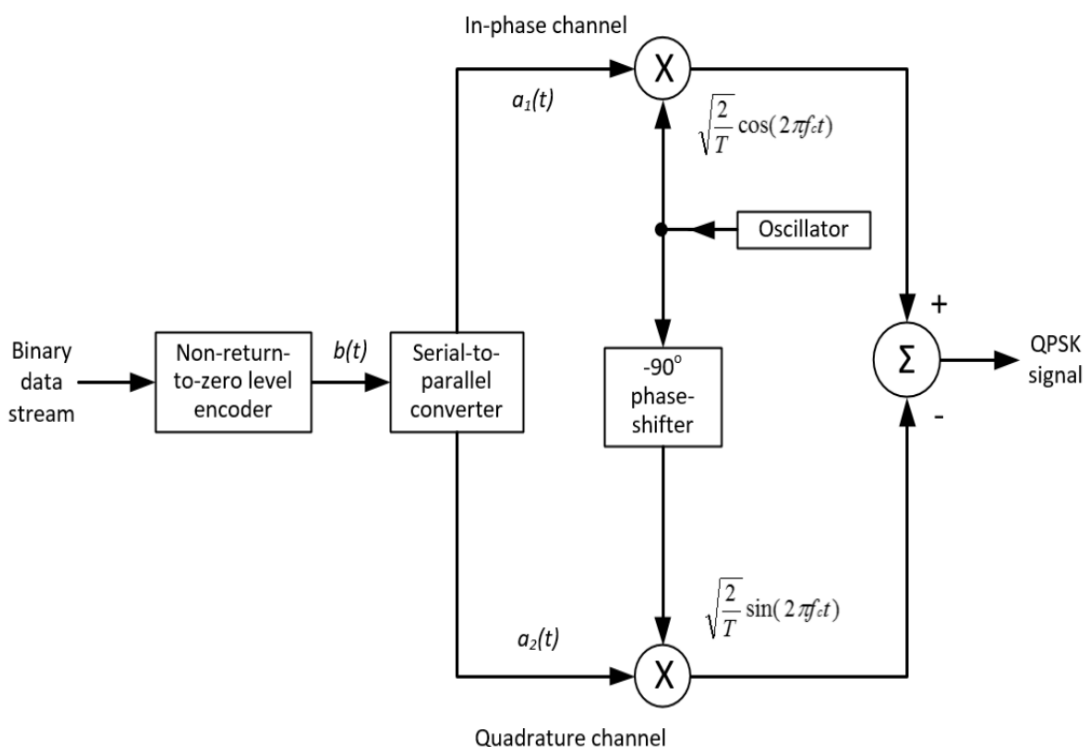 In-phase channel
X
a₁(t)
√(2/T) cos(2πf꜀t)
Oscillator
+
Binary
data
stream
Non-return-
to-zero level
encoder
b(t)
Serial-to-
parallel
converter
-90°
phase-
shifter
Σ
QPSK
signal
-
√(2/T) sin(2πf꜀t)
a₂(t)
X
Quadrature channel